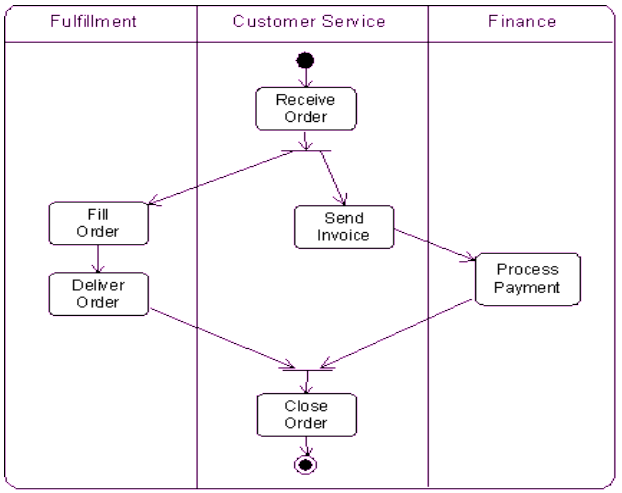 Fulfillment
Customer Service
Finance
Receive
Order
Fill
Order
Send
Invoice
Process
Payment
Deliver
Order
Close
Order